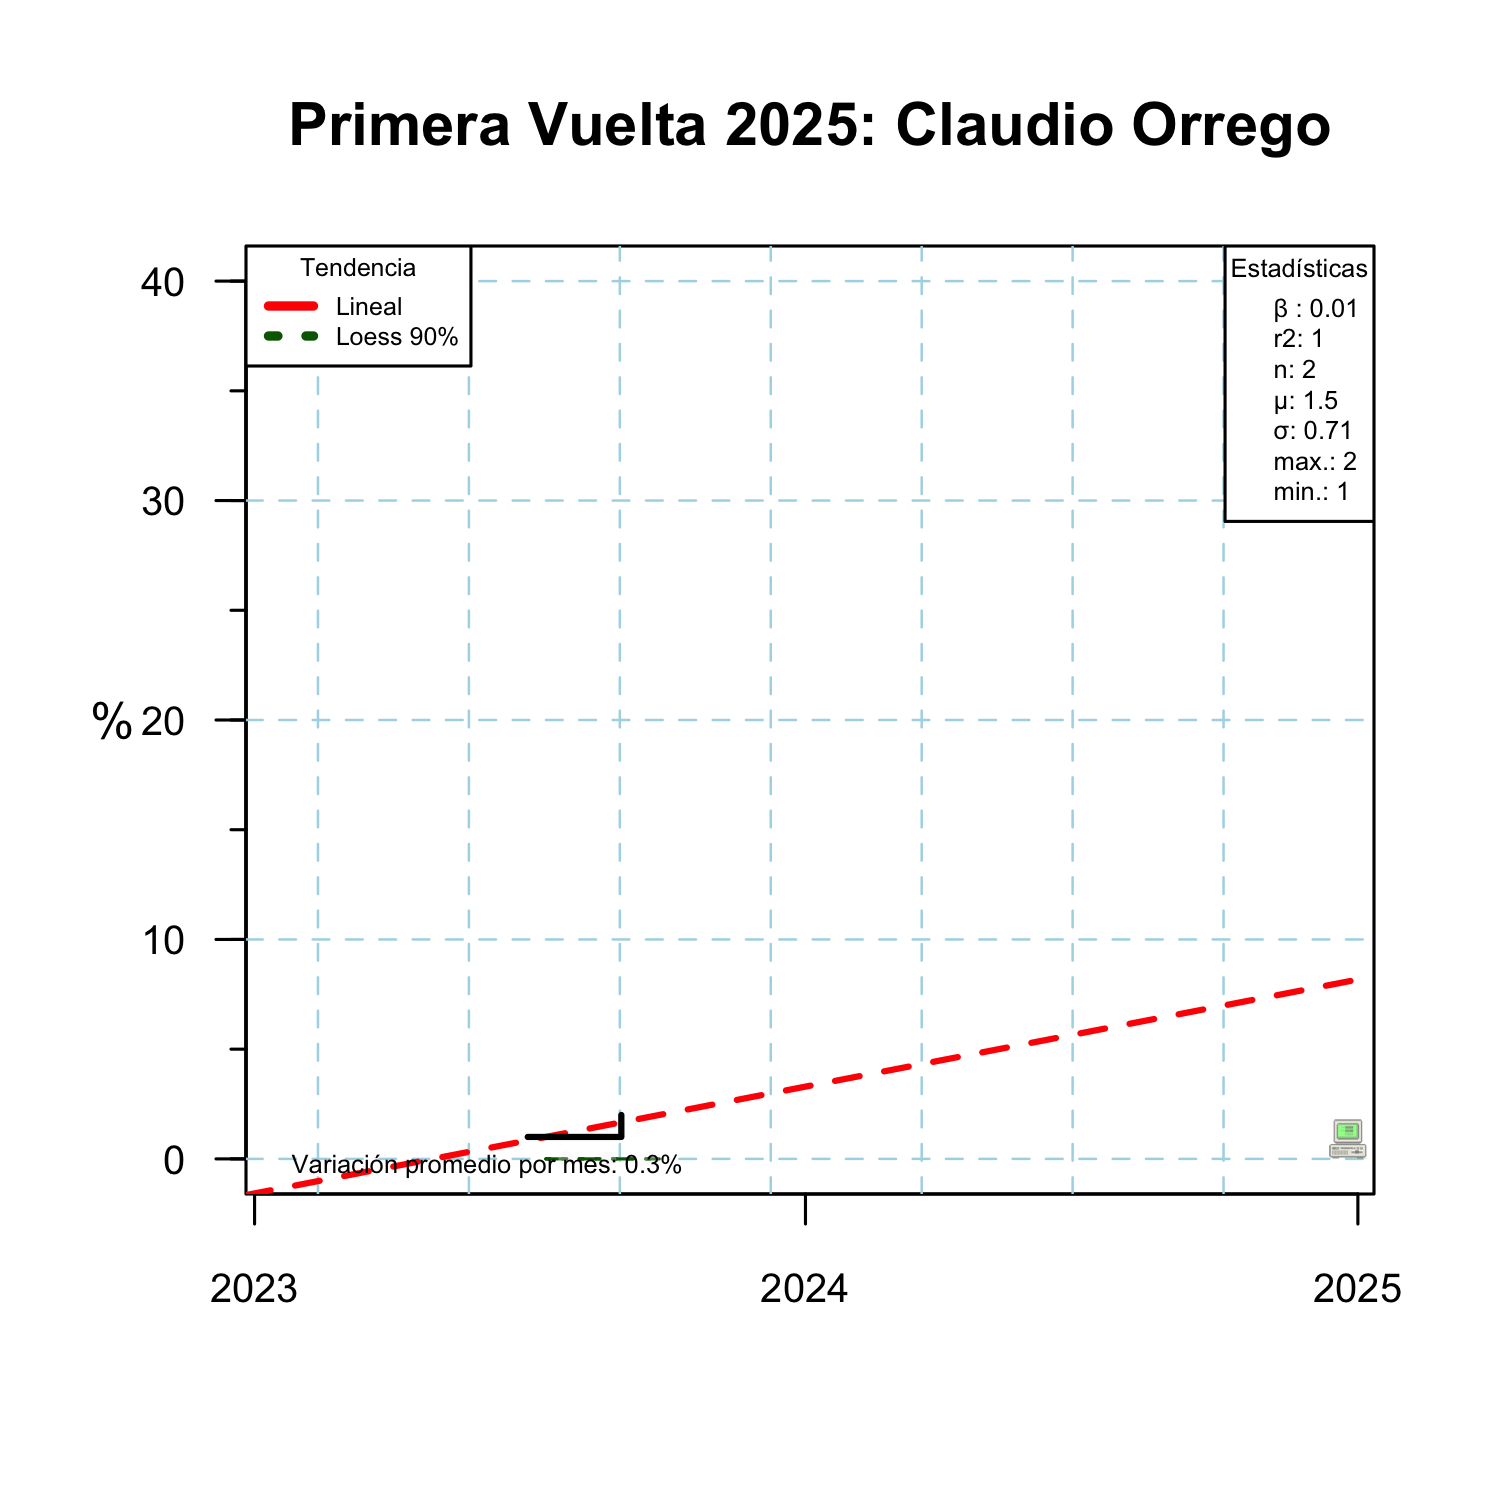 Primera Vuelta 2025: Claudio Orrego
Tendencia
Lineal
Loess 90%
Estadísticas
β : 0.01
r2: 1
n: 2
μ: 1.5
σ: 0.71
max.: 2
min.: 1
40
30
% 20
10
0
Variación promedio por mes: 0.3%
2023 2024 2025